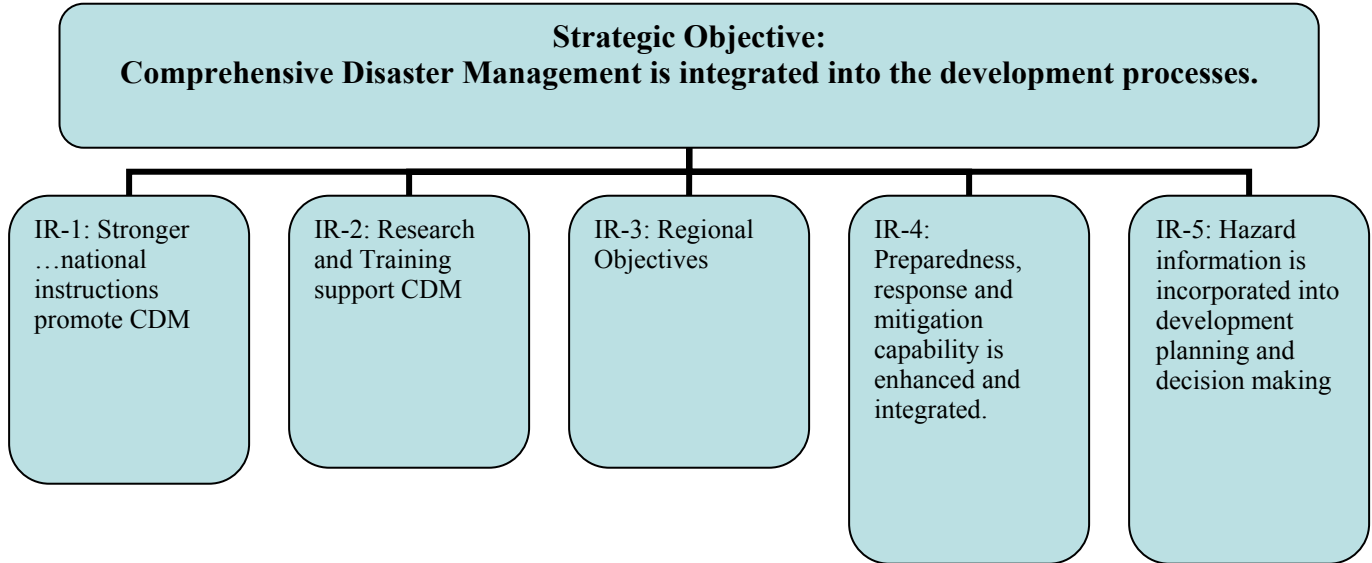 Strategic Objective:
Comprehensive Disaster Management is integrated into the development processes.
IR-1: Stronger
…national
instructions
promote CDM
IR-2: Research
and Training
support CDM
IR-3: Regional
Objectives
IR-4:
Preparedness,
response and
mitigation
capability is
enhanced and
integrated.
IR-5: Hazard
information is
incorporated into
development
planning and
decision making